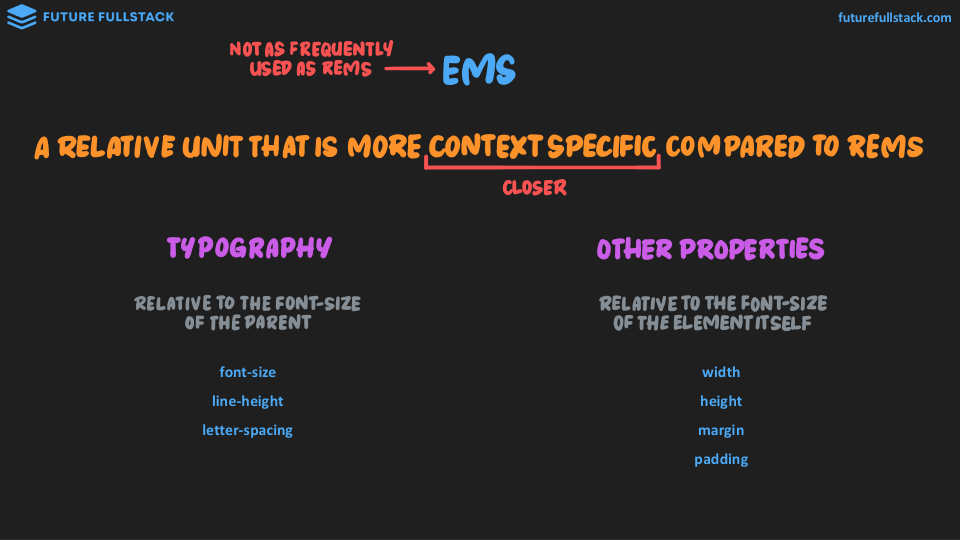 FUTURE FULLSTACK
futurefullstack.com
NOT AS FREQUENTLY
USED AS REMS
EMS
A RELATIVE UNIT THAT IS MORE CONTEXT SPECIFIC COMPARED TO REMS
CLOSER
TYPOGRAPHY
RELATIVE TO THE FONT-SIZE
OF THE PARENT
font-size
line-height
letter-spacing
OTHER PROPERTIES
RELATIVE TO THE FONT-SIZE
OF THE ELEMENT ITSELF
width
height
margin
padding